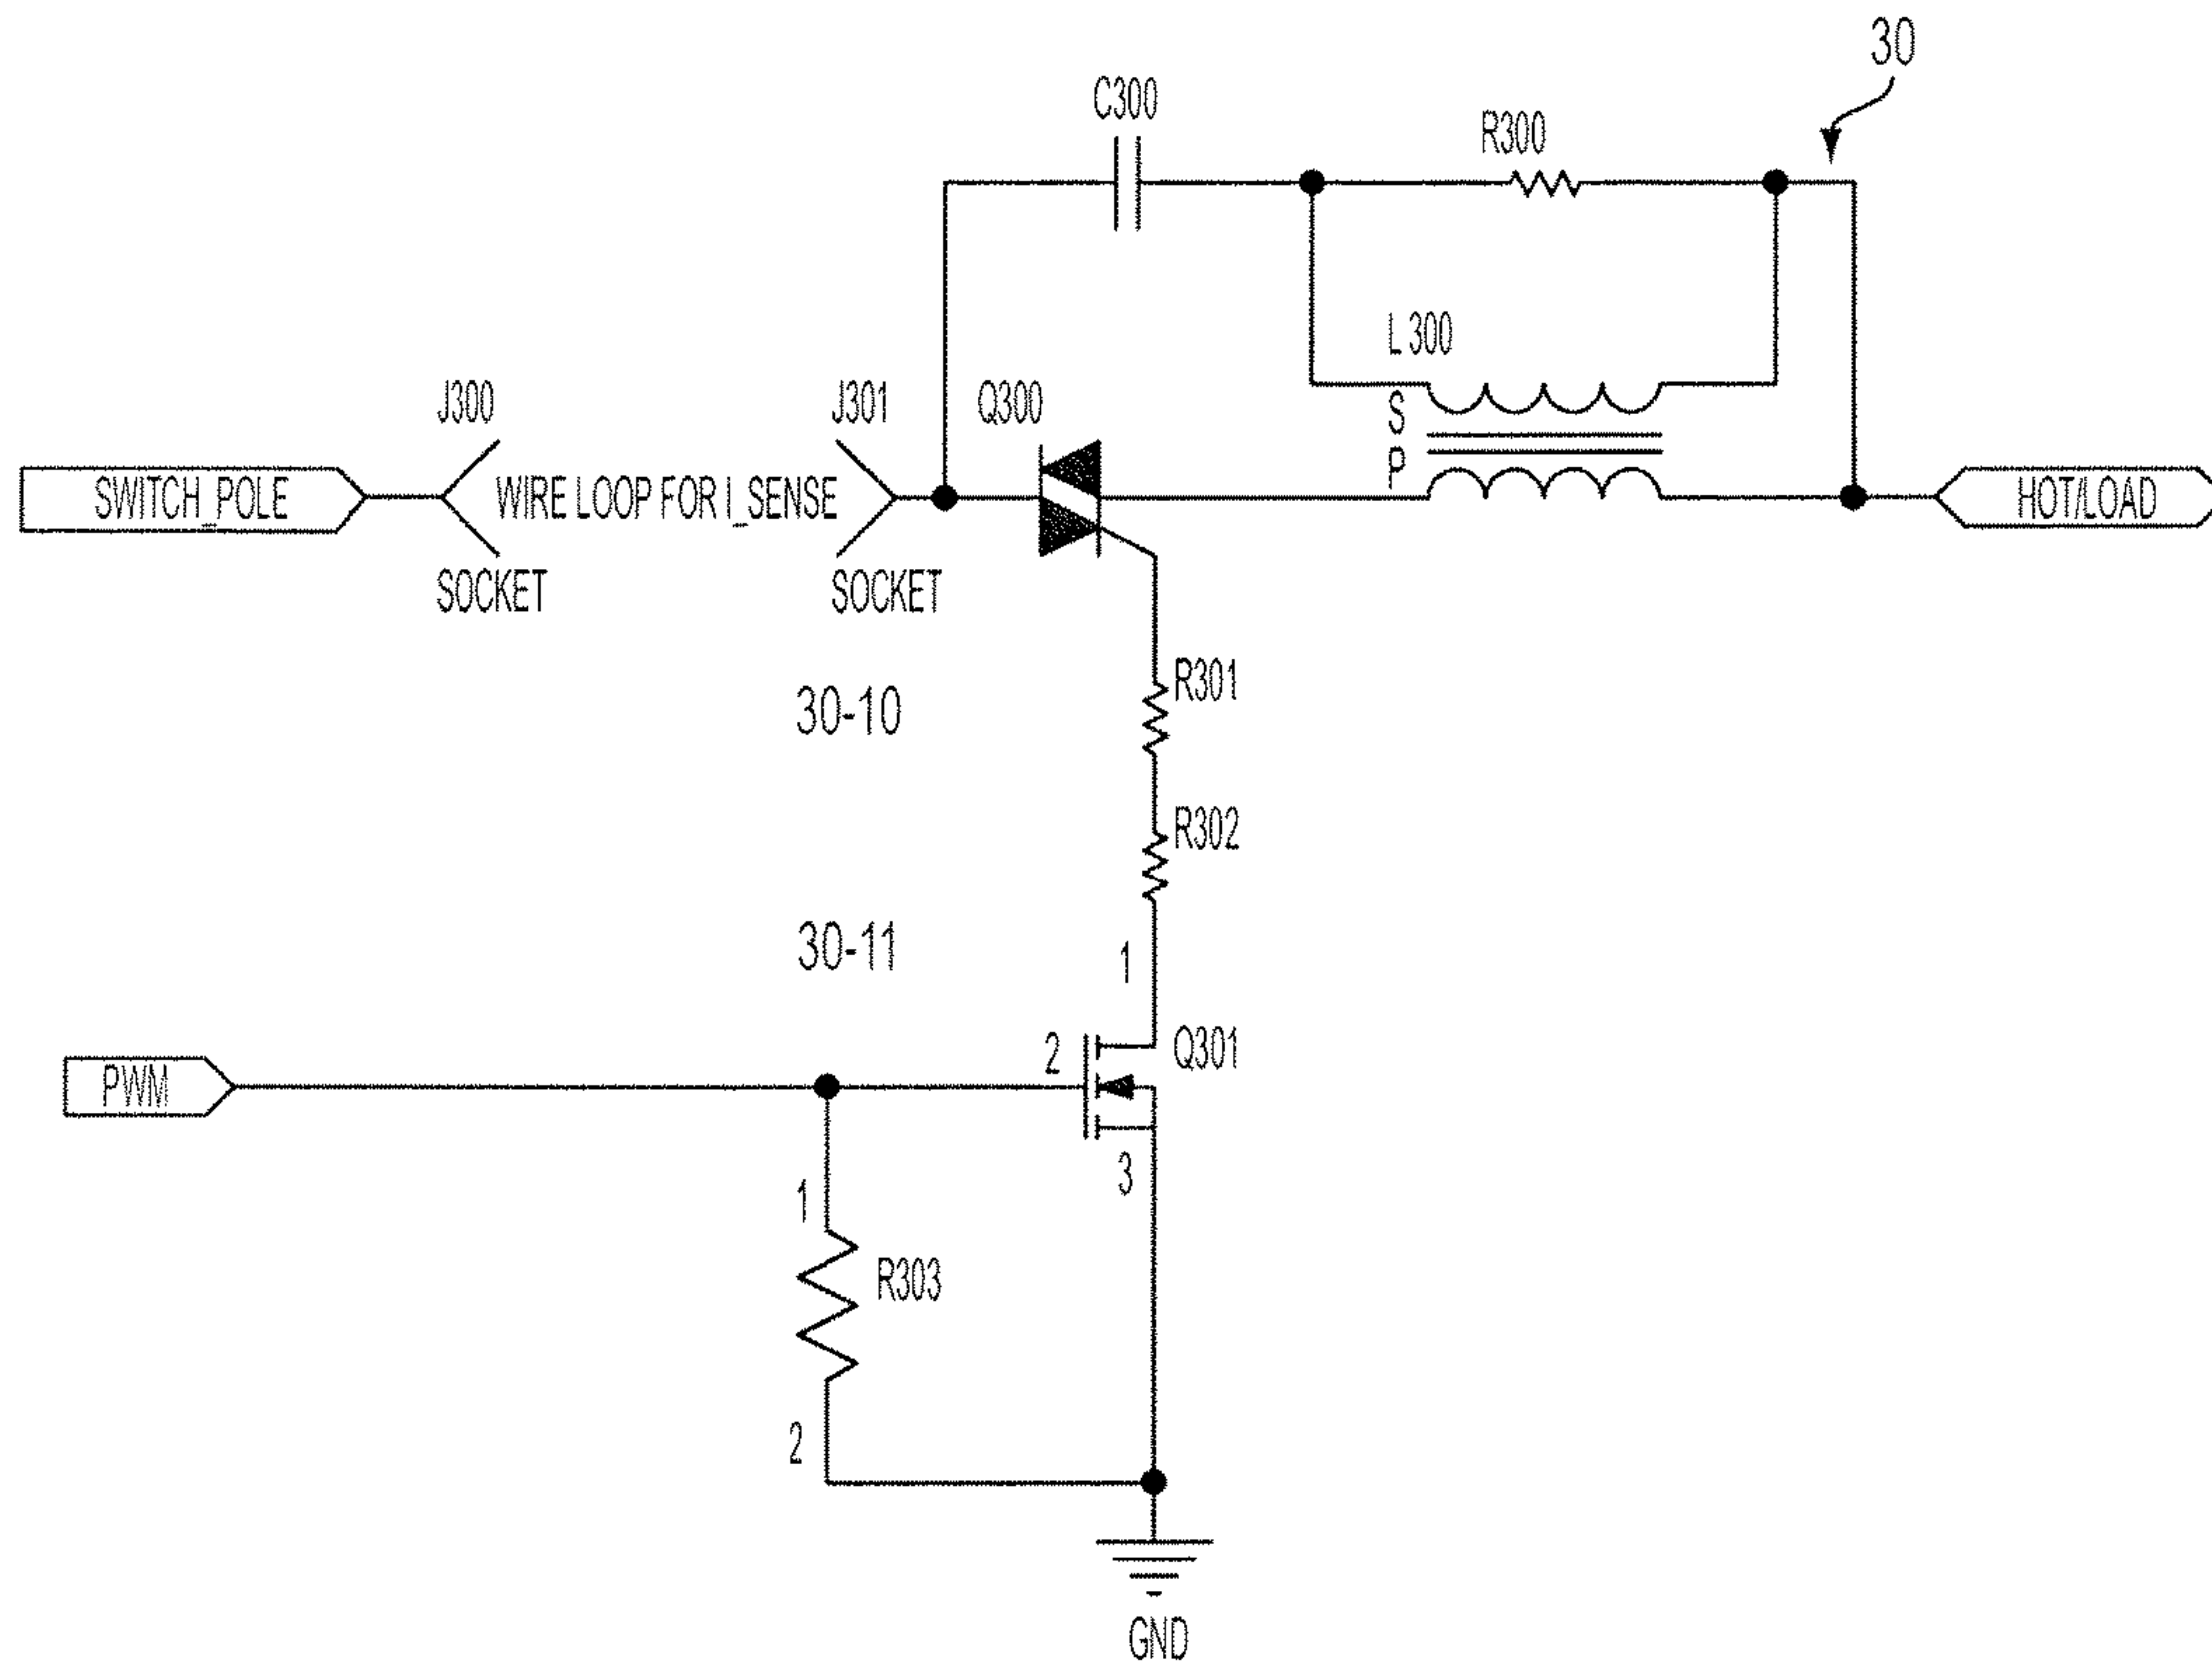 30
C300
R300
L 300
J300
J301
Q300
S
P
SWITCH_POLE
WIRE LOOP FOR I_SENSE
HOT/LOAD
SOCKET
SOCKET
R301
30-10
R302
30-11
1
2
Q301
PWM
3
1
R303
2
GND